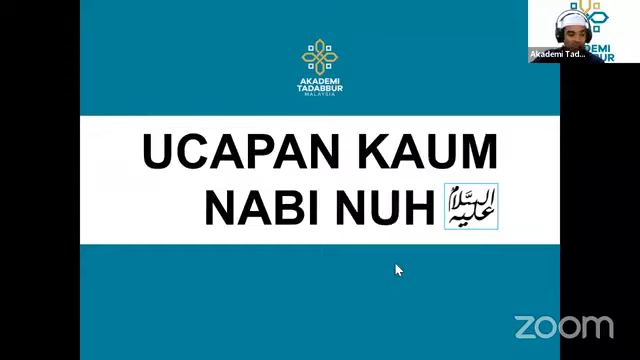 AKADEMI
TADABBUR
MALAYSIA
UCAPAN KAUM
NABI NUH عليه السلام
Akademi Tad...
zoom